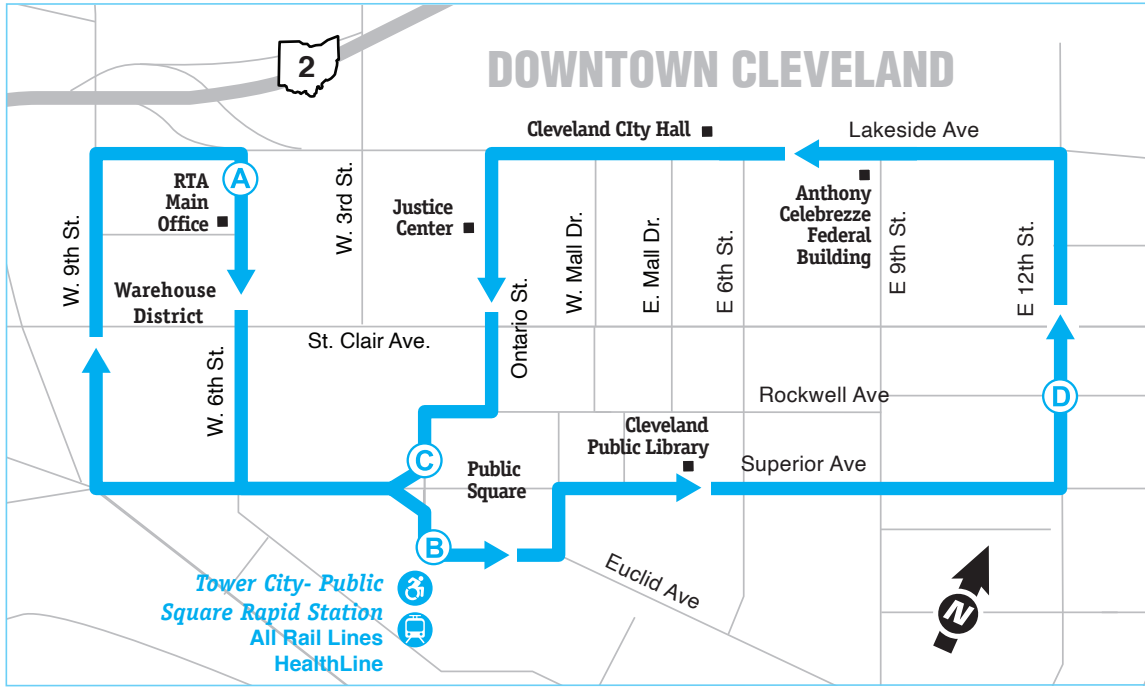 2
DOWNTOWN CLEVELAND
Cleveland CIty Hall
Lakeside Ave
A
RTA
Main
Office
W. 3rd St.
Justice
Center
Anthony
Celebrezze
Federal
Building
W. 9th St.
W. Mall Dr.
E. Mall Dr.
E 6th St.
E 9th St.
E 12th St.
Warehouse
District
St. Clair Ave.
Ontario St.
W. 6th St.
Rockwell Ave
D
Cleveland
Public Library
C
Public
Square
Superior Ave
B
Euclid Ave
Tower City- Public
Square Rapid Station
All Rail Lines
HealthLine
N